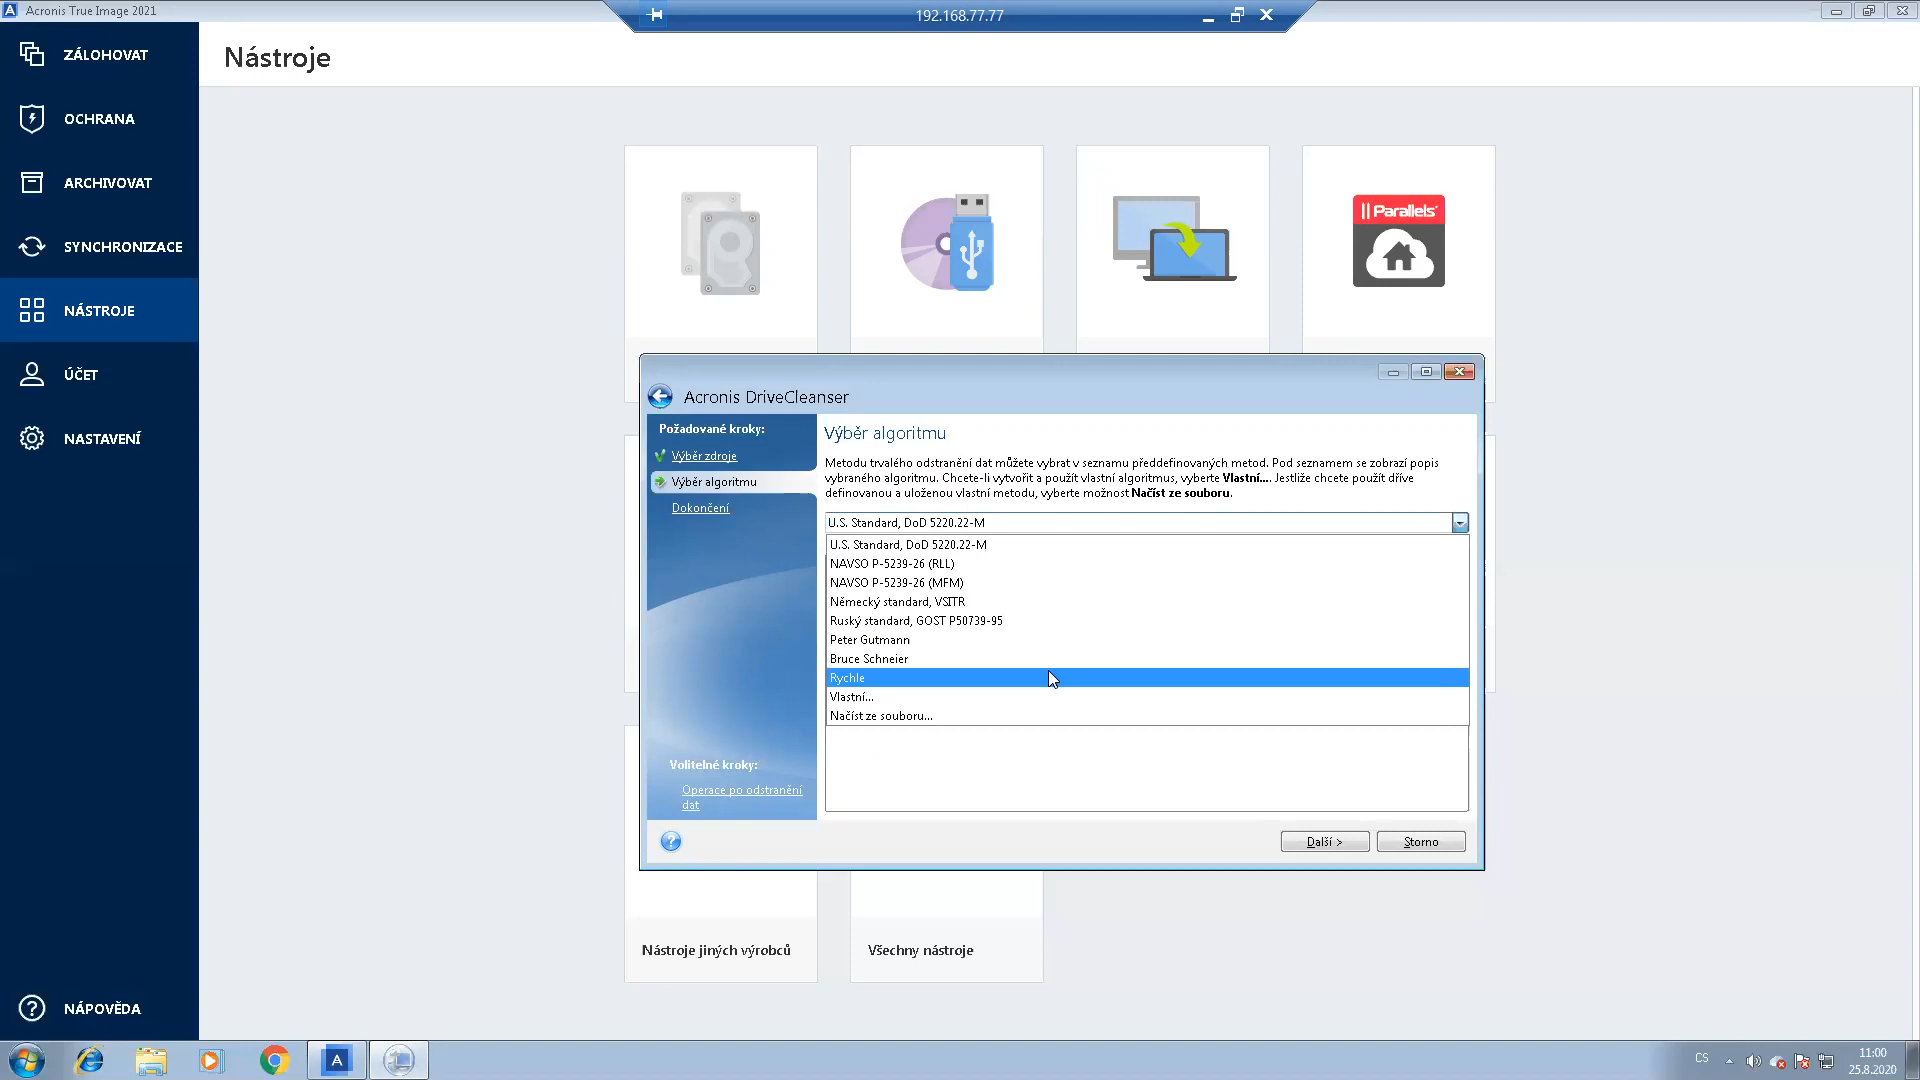 Acronis True Image 2021
192.168.77.77
ZÁLOHOVAT
OCHRANA
ARCHIVOVAT
SYNCHRONIZACE
NÁSTROJE
ÚČET
NASTAVENÍ
NÁPOVĚDA
Nástroje
Parallels
Acronis DriveCleanser
Požadované kroky:
Výběr zdroje
Výběr algoritmu
Dokončení
Volitelné kroky:
Operace po odstranění
dat
Výběr algoritmu
Metodu trvalého odstranění dat můžete vybrat v seznamu předdefinovaných metod. Pod seznamem se zobrazí popis
vybraného algoritmu. Chcete-li vytvořit a použít vlastní algoritmus, vyberte Vlastní.... Jestliže chcete použít dříve
definovanou a uloženou vlastní metodu, vyberte možnost Načíst ze souboru.
U.S. Standard, DoD 5220.22-M
U.S. Standard, DoD 5220.22-M
NAVSO P-5239-26 (RLL)
NAVSO P-5239-26 (MFM)
Německý standard, VSITR
Ruský standard, GOST P50739-95
Peter Gutmann
Bruce Schneier
Rychle
Vlastní...
Načíst ze souboru...
Další >
Storno
Nástroje jiných výrobců
Všechny nástroje
CS
11:00
25.8.2020